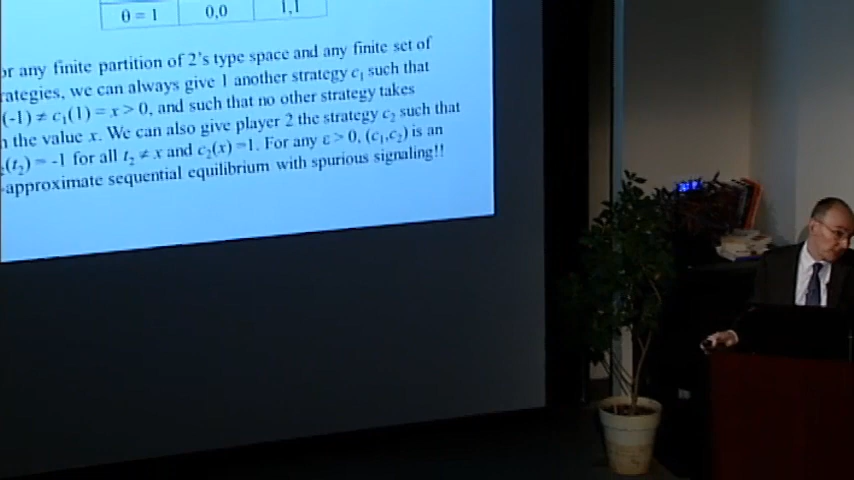 θ = 1 0,0 1,1
or any finite partition of 2's type space and any finite set of
rategies, we can always give 1 another strategy c₁ such that
(-1) ≠ c₁(1) = x > 0, and such that no other strategy takes
the value x. We can also give player 2 the strategy c₂ such that
(t₂) = -1 for all t₂ ≠ x and c₂(x) =1. For any ε > 0, (c₁,c₂) is an
-approximate sequential equilibrium with spurious signaling!!